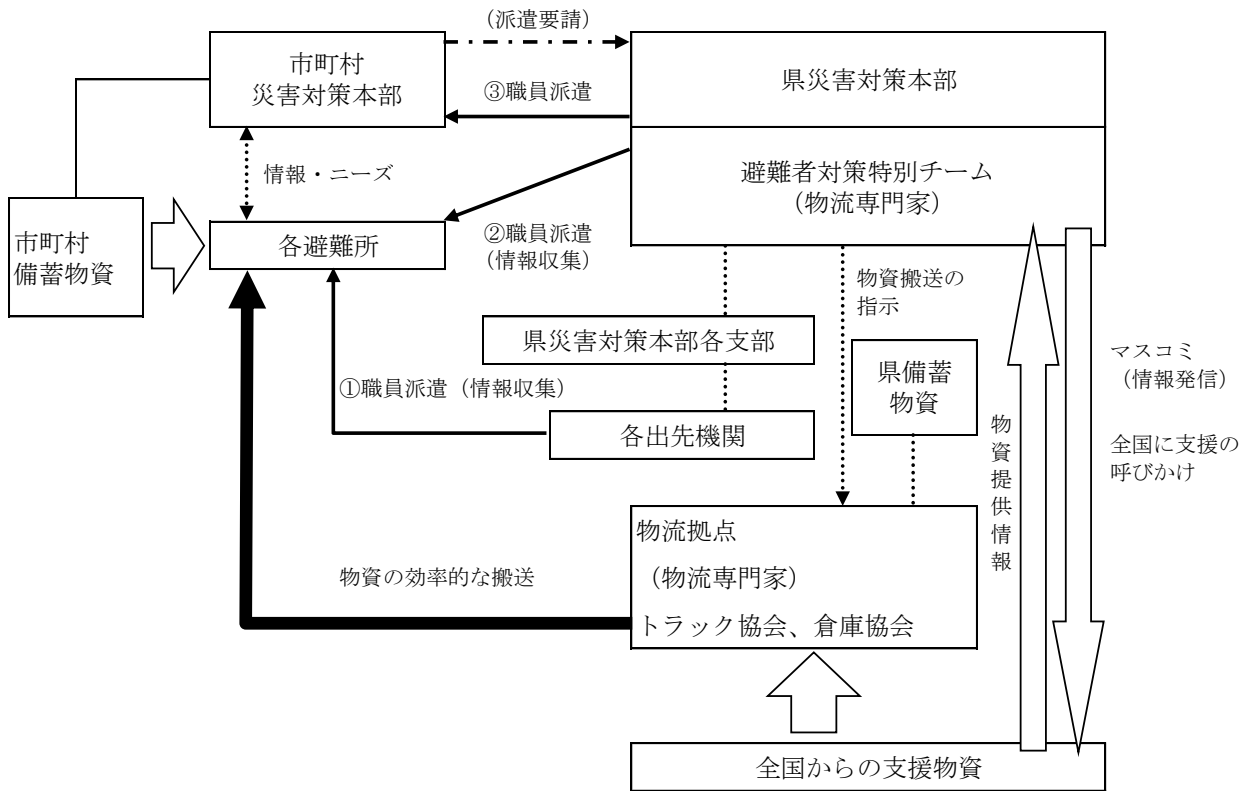 （派遣要請）
市町村
災害対策本部
県災害対策本部
③職員派遣
情報・ニーズ
避難者対策特別チーム
（物流専門家）
市町村
備蓄物資
各避難所
②職員派遣
（情報収集）
物資搬送の
指示
県災害対策本部各支部
県備蓄
物資
マスコミ
（情報発信）
①職員派遣（情報収集）
各出先機関
物資提供情報
全国に支援の
呼びかけ
物流拠点
（物流専門家）
トラック協会、倉庫協会
物資の効率的な搬送
全国からの支援物資